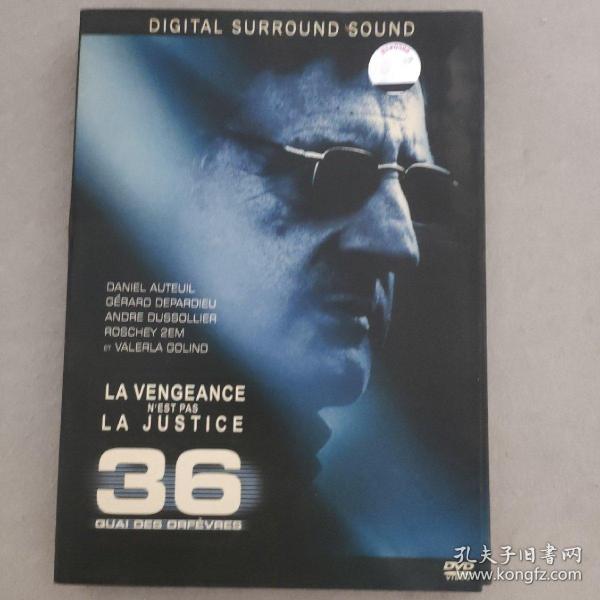 DIGITAL SURROUND SOUND
DANIEL AUTEUIL
GÉRARD DEPARDIEU
ANDRE DUSSOLLIER
ROSCHEY 2EM
ET VALERLA GOLIND
LA VENGEANCE
N'EST PAS
LA JUSTICE
36
QUAI DES ORFÈVRES
DVD
孔夫子旧书网
www.kongfz.com